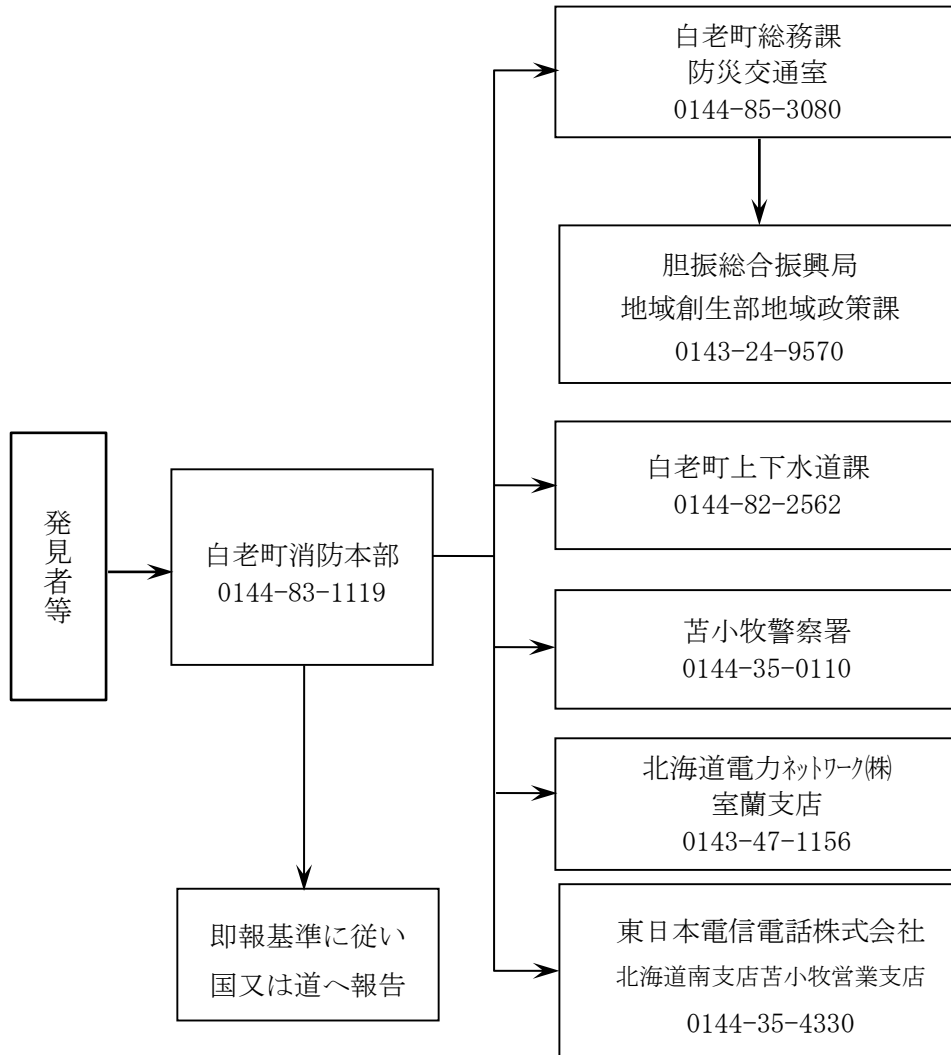 白老町総務課
防災交通室
0144-85-3080
胆振総合振興局
地域創生部地域政策課
0143-24-9570
発見者等
白老町消防本部
0144-83-1119
白老町上下水道課
0144-82-2562
苫小牧警察署
0144-35-0110
北海道電力ﾈｯﾄﾜｰｸ㈱
室蘭支店
0143-47-1156
即報基準に従い
国又は道へ報告
東日本電信電話株式会社
北海道南支店苫小牧営業支店
0144-35-4330